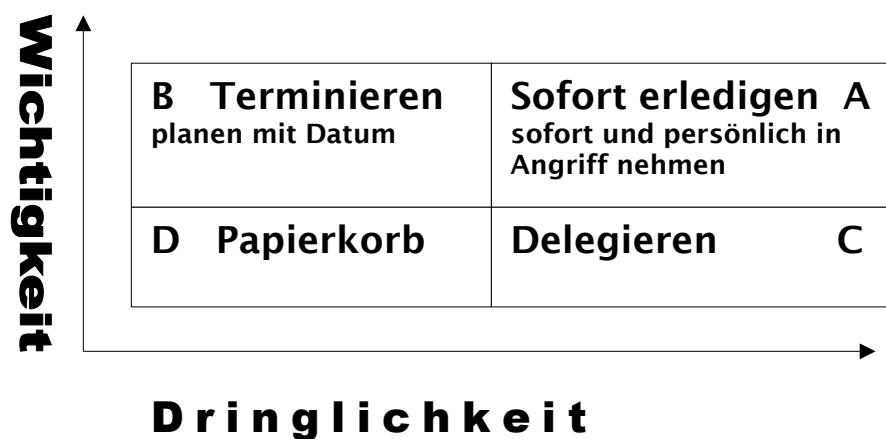 Wichtigkeit
B Terminieren
planen mit Datum
Sofort erledigen A
sofort und persönlich in
Angriff nehmen
D Papierkorb
Delegieren C
Dringlichkeit